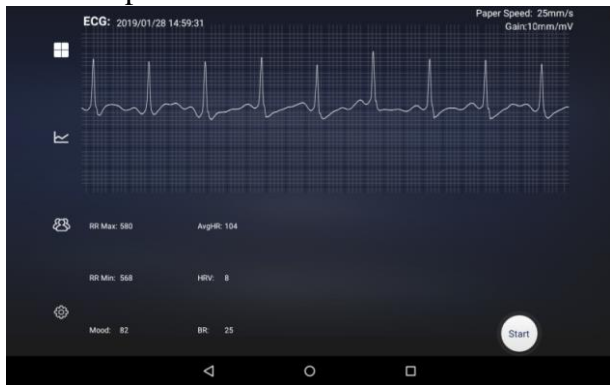 ECG: 2019/01/28 14:59:31
Paper Speed: 25mm/s
Gain:10mm/mV
RR Max: 580
AvgHR: 104
RR Min: 568
HRV: 8
Mood: 82
BR: 25
Start